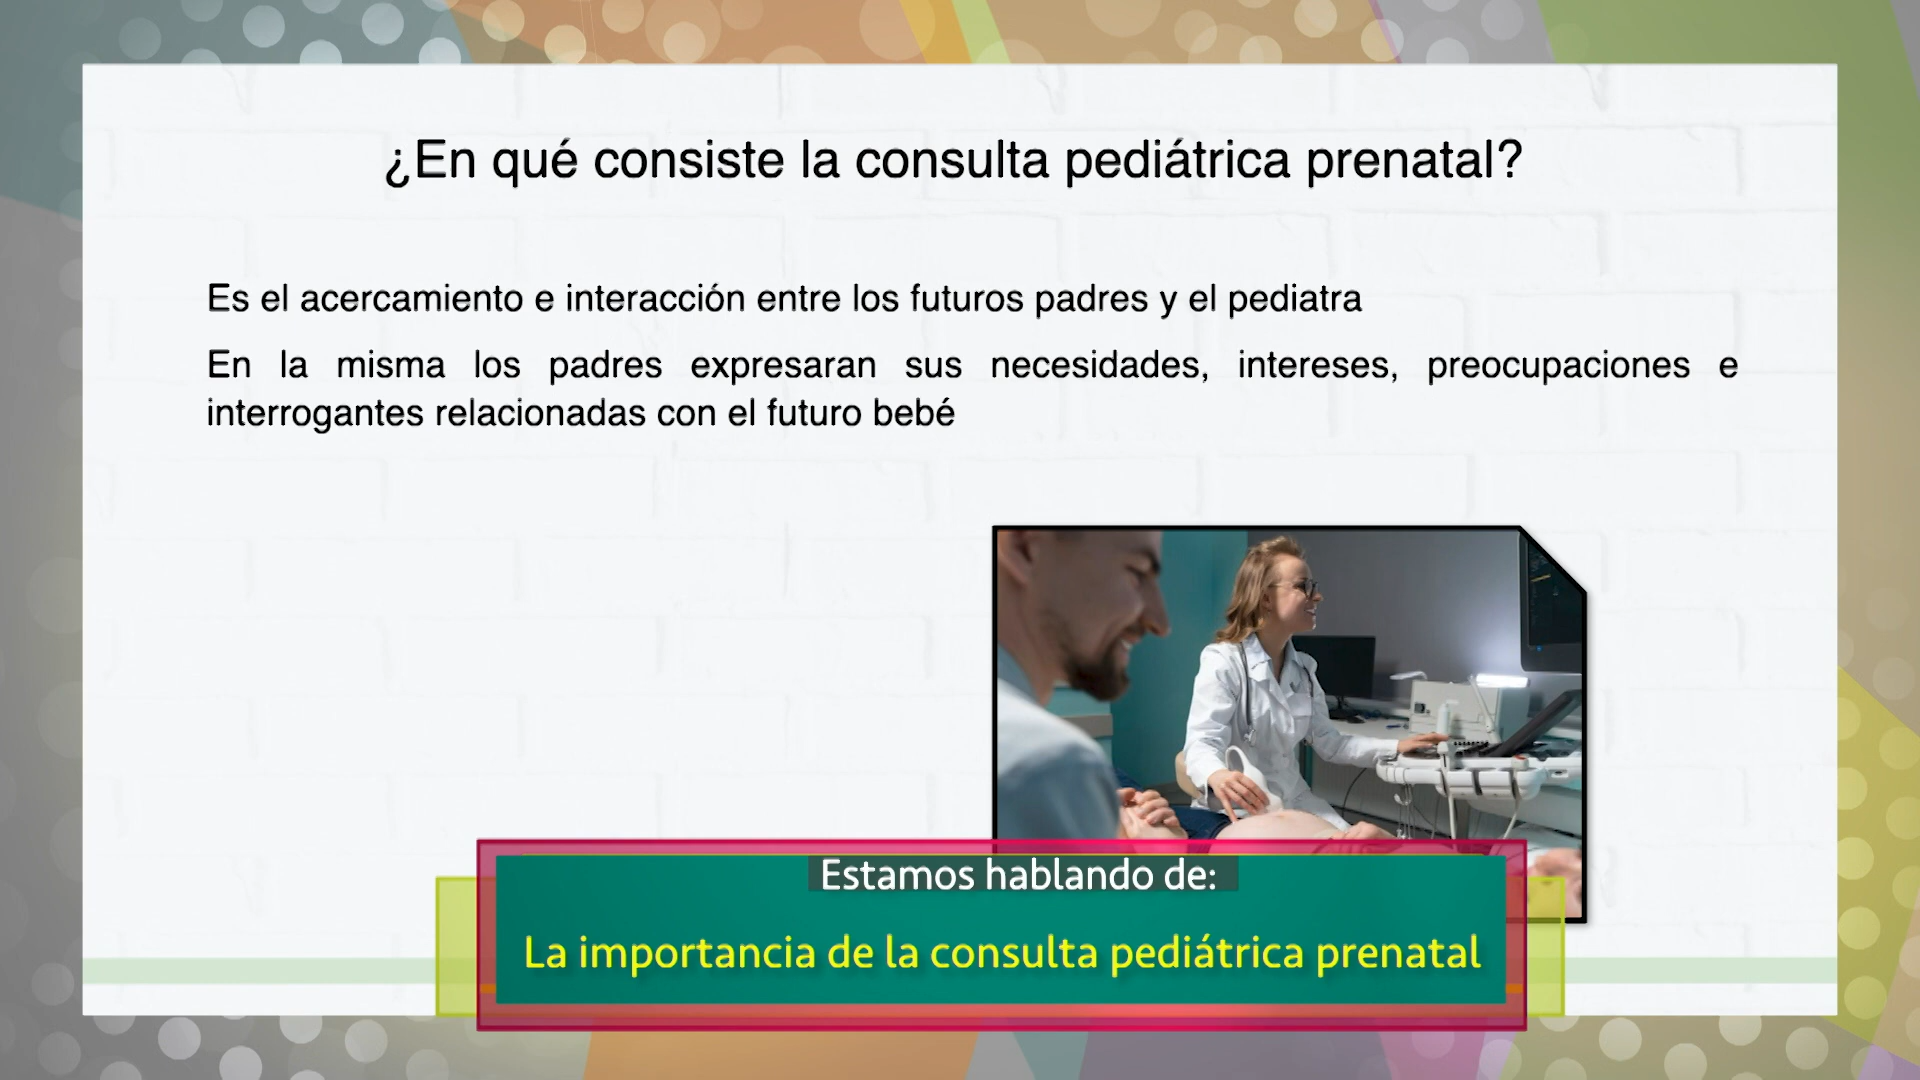 ¿En qué consiste la consulta pediátrica prenatal?
Es el acercamiento e interacción entre los futuros padres y el pediatra
En la misma los padres expresaran sus necesidades, intereses, preocupaciones e
interrogantes relacionadas con el futuro bebé
Estamos hablando de:
La importancia de la consulta pediátrica prenatal